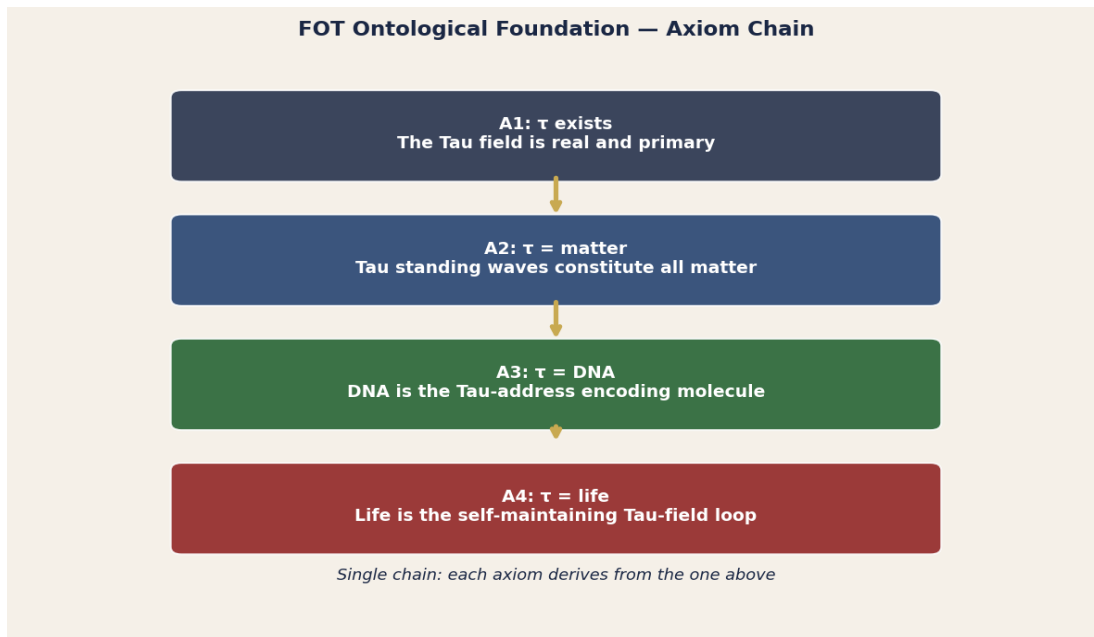 FOT Ontological Foundation — Axiom Chain
A1: τ exists
The Tau field is real and primary
A2: τ = matter
Tau standing waves constitute all matter
A3: τ = DNA
DNA is the Tau-address encoding molecule
A4: τ = life
Life is the self-maintaining Tau-field loop
Single chain: each axiom derives from the one above